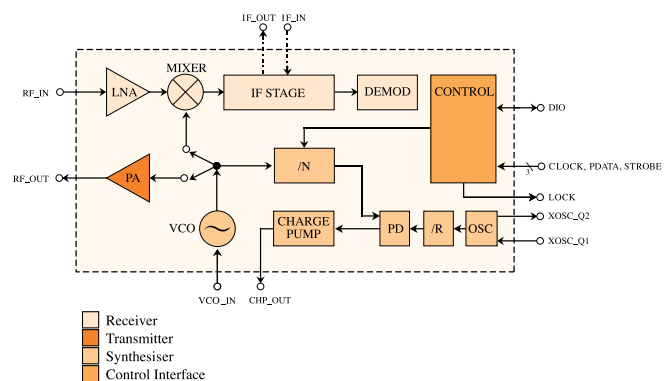 IF_OUT IF_IN
MIXER
RF_IN
LNA
IF STAGE
DEMOD
CONTROL
DIO
RF_OUT
PA
/N
3
CLOCK, PDATA, STROBE
LOCK
VCO
CHARGE
PUMP
PD
/R
OSC
XOSC_Q2
XOSC_Q1
VCO_IN
CHP_OUT
Receiver
Transmitter
Synthesiser
Control Interface